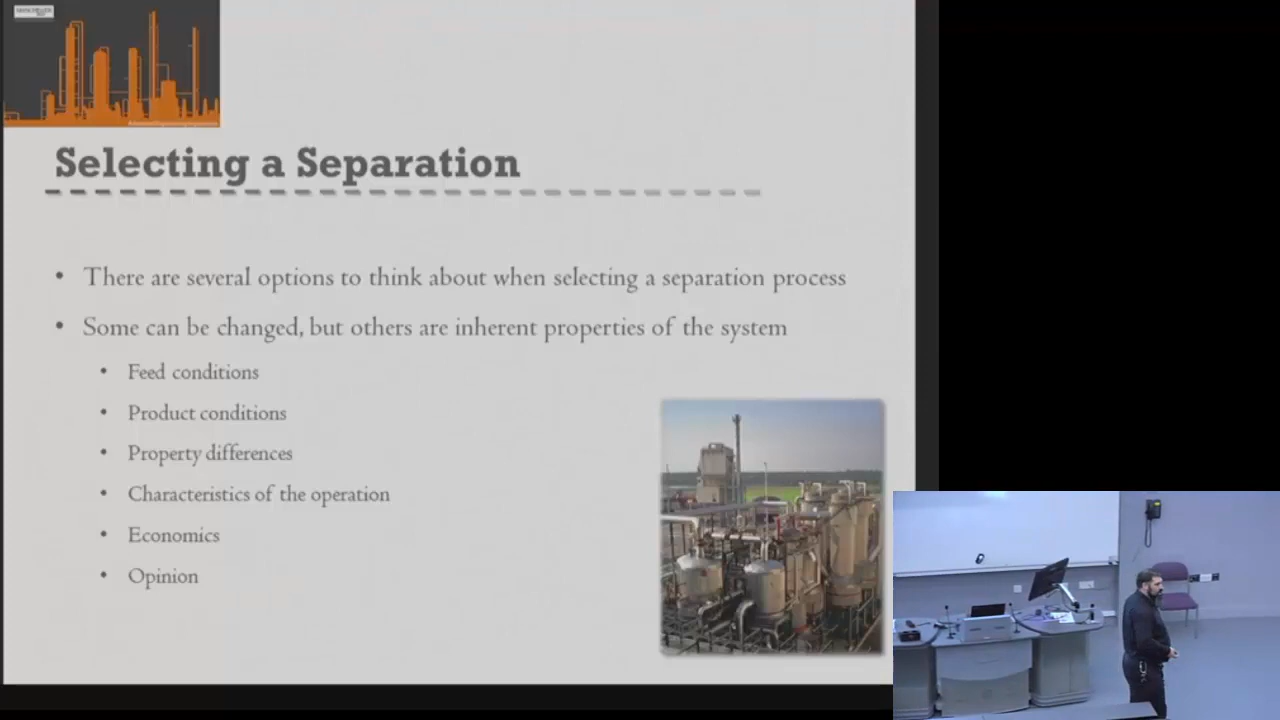 Selecting a Separation
• There are several options to think about when selecting a separation process
• Some can be changed, but others are inherent properties of the system
• Feed conditions
• Product conditions
• Property differences
• Characteristics of the operation
• Economics
• Opinion